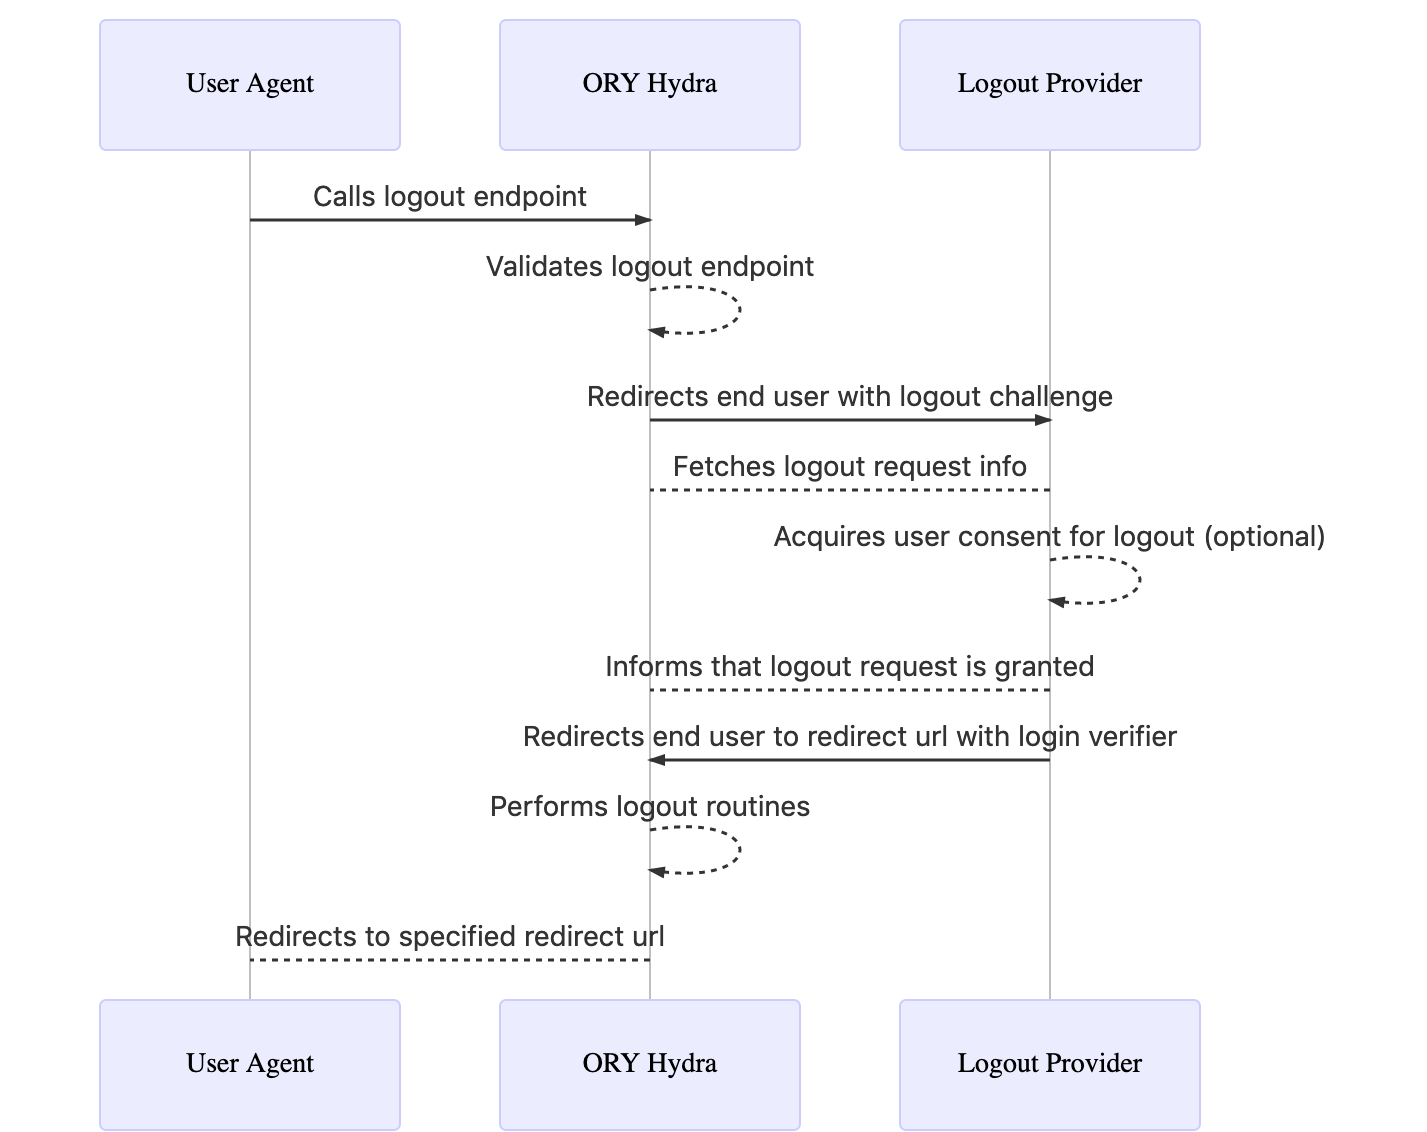 User Agent
ORY Hydra
Logout Provider
Calls logout endpoint
Validates logout endpoint
Redirects end user with logout challenge
Fetches logout request info
Acquires user consent for logout (optional)
Informs that logout request is granted
Redirects end user to redirect url with login verifier
Performs logout routines
Redirects to specified redirect url
User Agent
ORY Hydra
Logout Provider